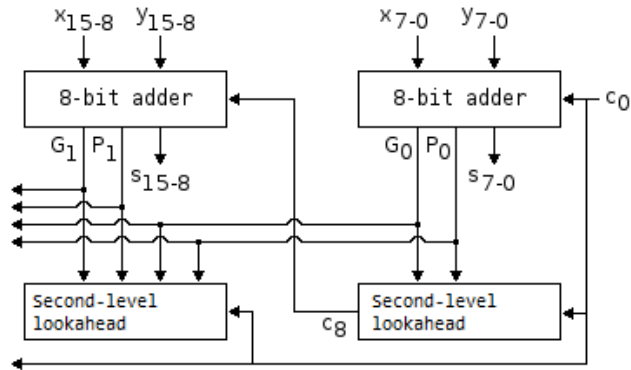 x15-8 y15-8 x7-0 y7-0
8-bit adder 8-bit adder c0
G1 P1 G0 P0
s15-8 s7-0
Second-level
lookahead
c8
Second-level
lookahead